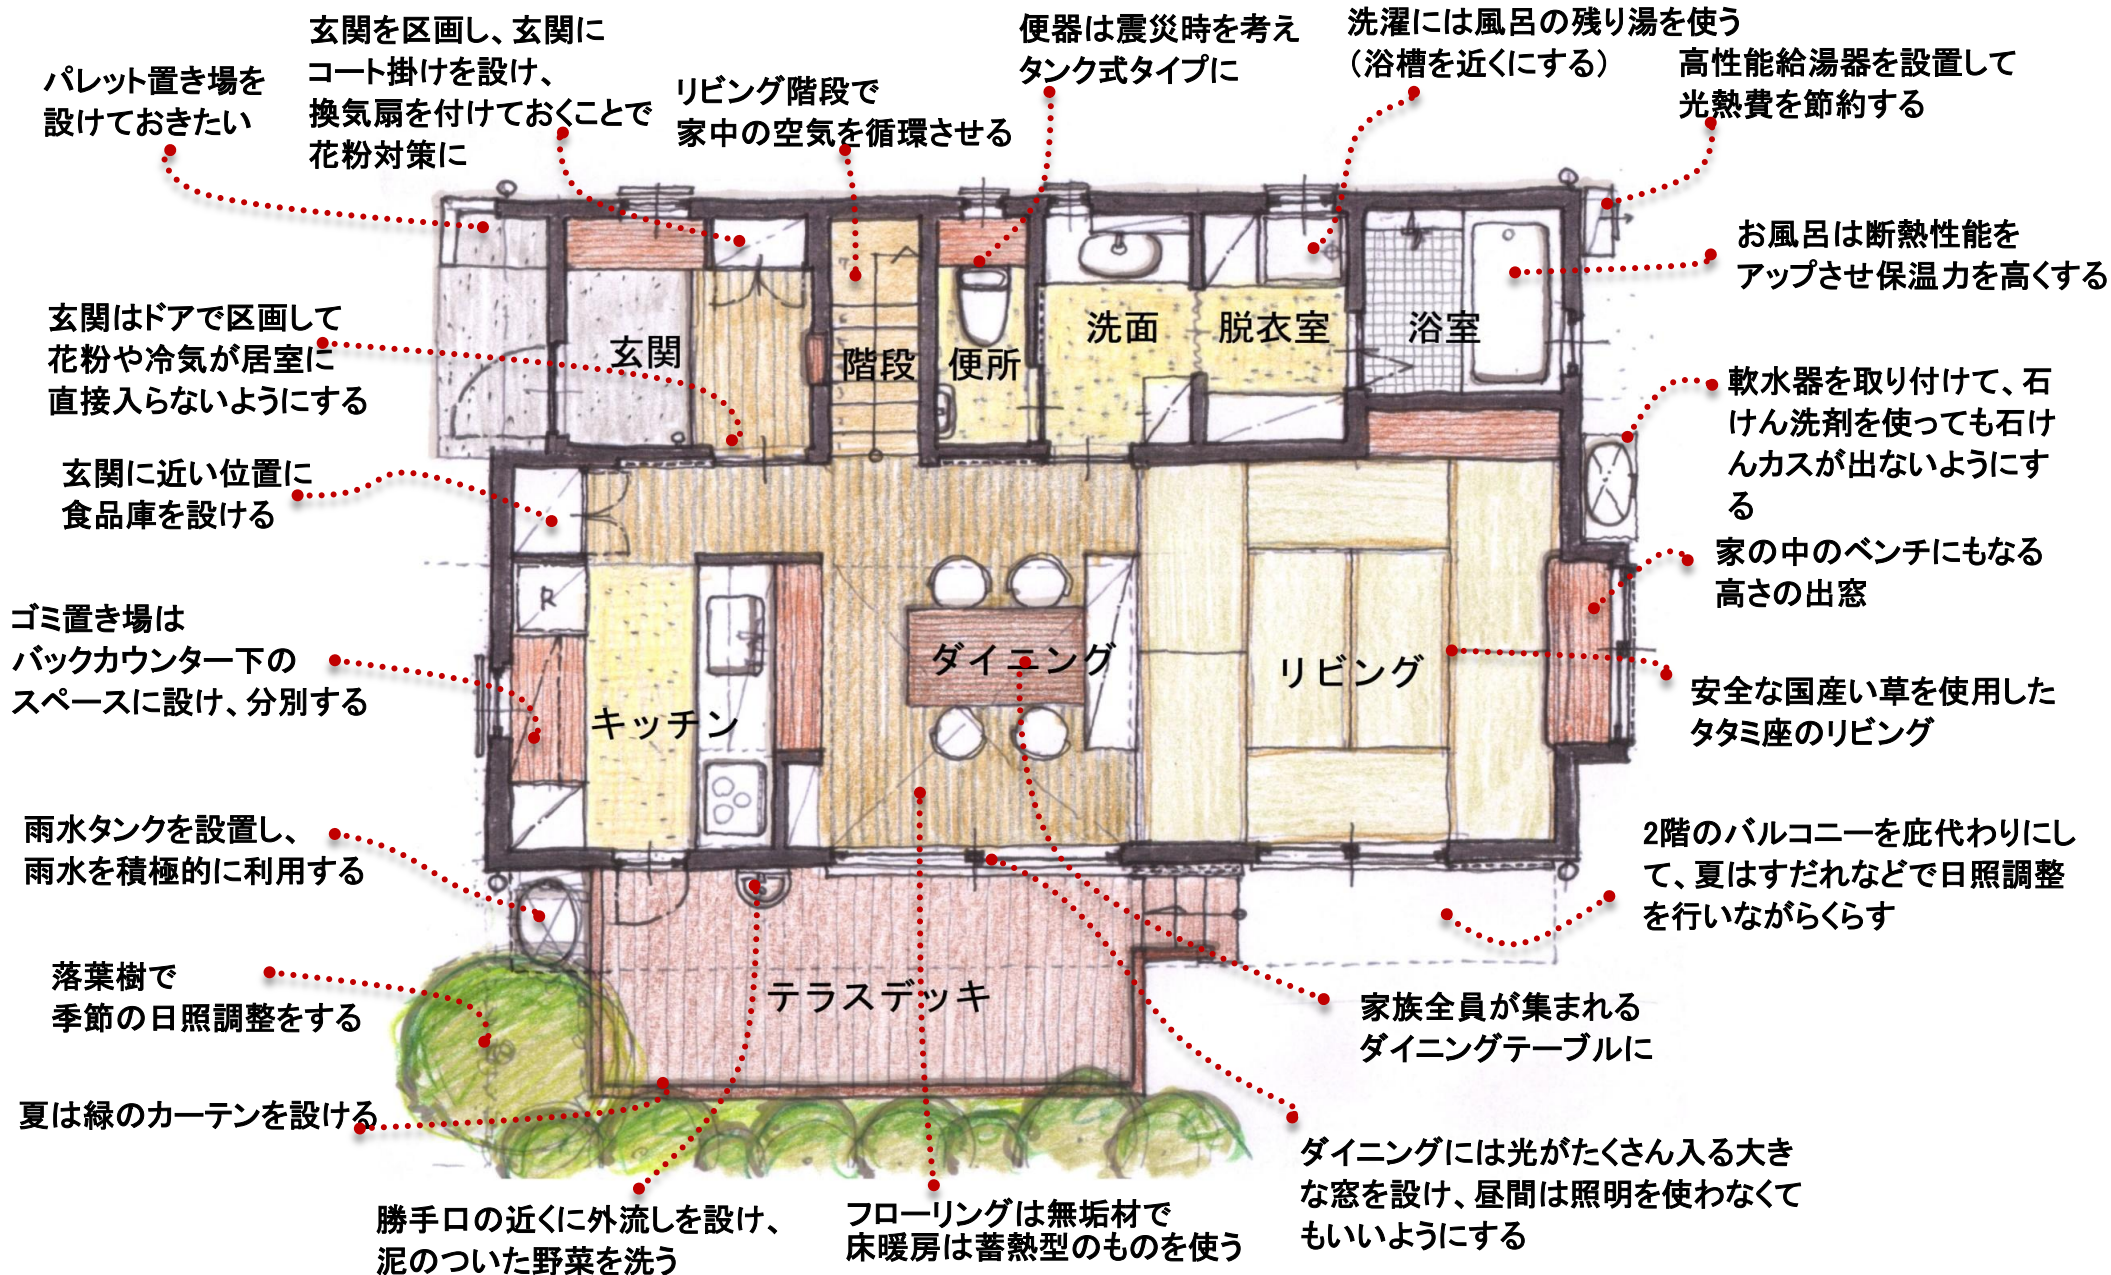 パレット置き場を
設けておきたい
玄関を区画し、玄関に
コート掛けを設け、
換気扇を付けておくことで
花粉対策に
リビング階段で
家中の空気を循環させる
便器は震災時を考え
タンク式タイプに
洗濯には風呂の残り湯を使う
（浴槽を近くにする）
高性能給湯器を設置して
光熱費を節約する
お風呂は断熱性能を
アップさせ保温力を高くする
玄関はドアで区画して
花粉や冷気が居室に
直接入らないようにする
玄関
階段
便所
洗面
脱衣室
浴室
軟水器を取り付けて、石
けん洗剤を使っても石け
んカスが出ないようにす
る
玄関に近い位置に
食品庫を設ける
家の中のベンチにもなる
高さの出窓
ゴミ置き場は
バックカウンター下の
スペースに設け、分別する
R
キッチン
ダイニング
リビング
安全な国産い草を使用した
タタミ座のリビング
雨水タンクを設置し、
雨水を積極的に利用する
2階のバルコニーを庇代わりにし
て、夏はすだれなどで日照調整
を行いながらくらす
落葉樹で
季節の日照調整をする
テラスデッキ
家族全員が集まれる
ダイニングテーブルに
夏は緑のカーテンを設ける
ダイニングには光がたくさん入る大き
な窓を設け、昼間は照明を使わなくて
もいいようにする
勝手口の近くに外流しを設け、
泥のついた野菜を洗う
フローリングは無垢材で
床暖房は蓄熱型のものを使う